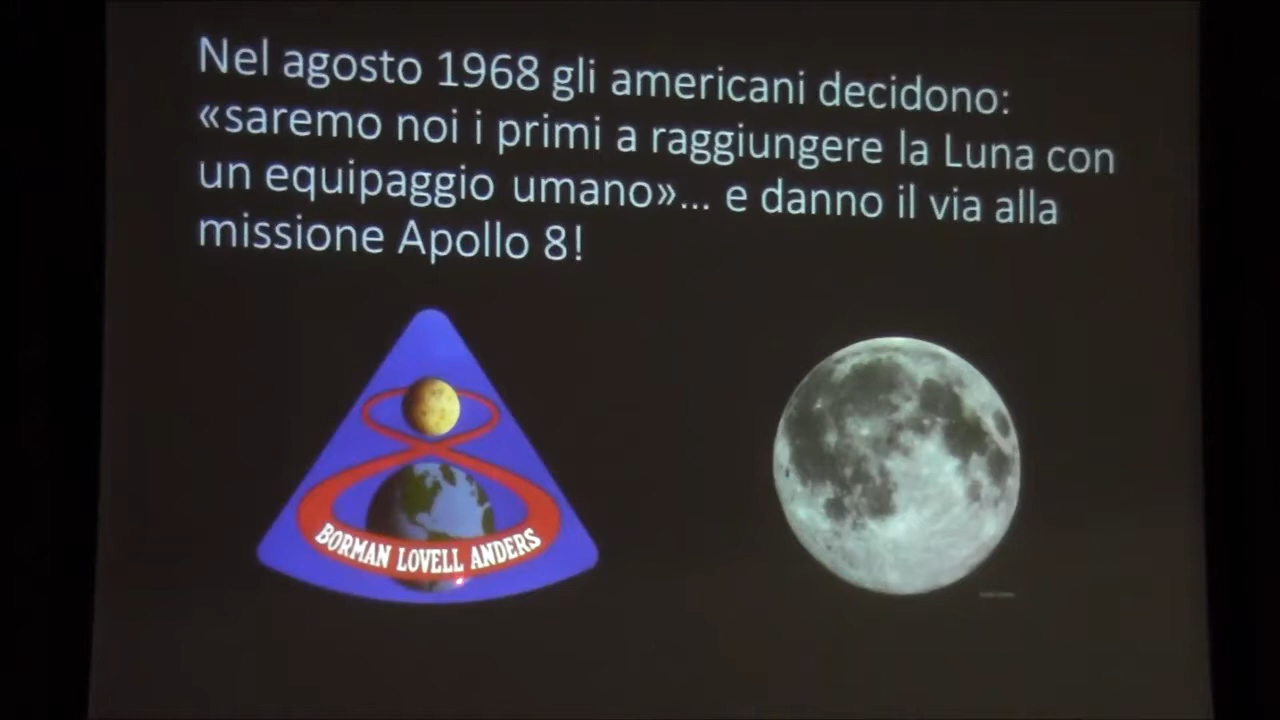 Nel agosto 1968 gli americani decidono:
«saremo noi i primi a raggiungere la Luna con
un equipaggio umano»... e danno il via alla
missione Apollo 8!
BORMAN LOVELL ANDERS